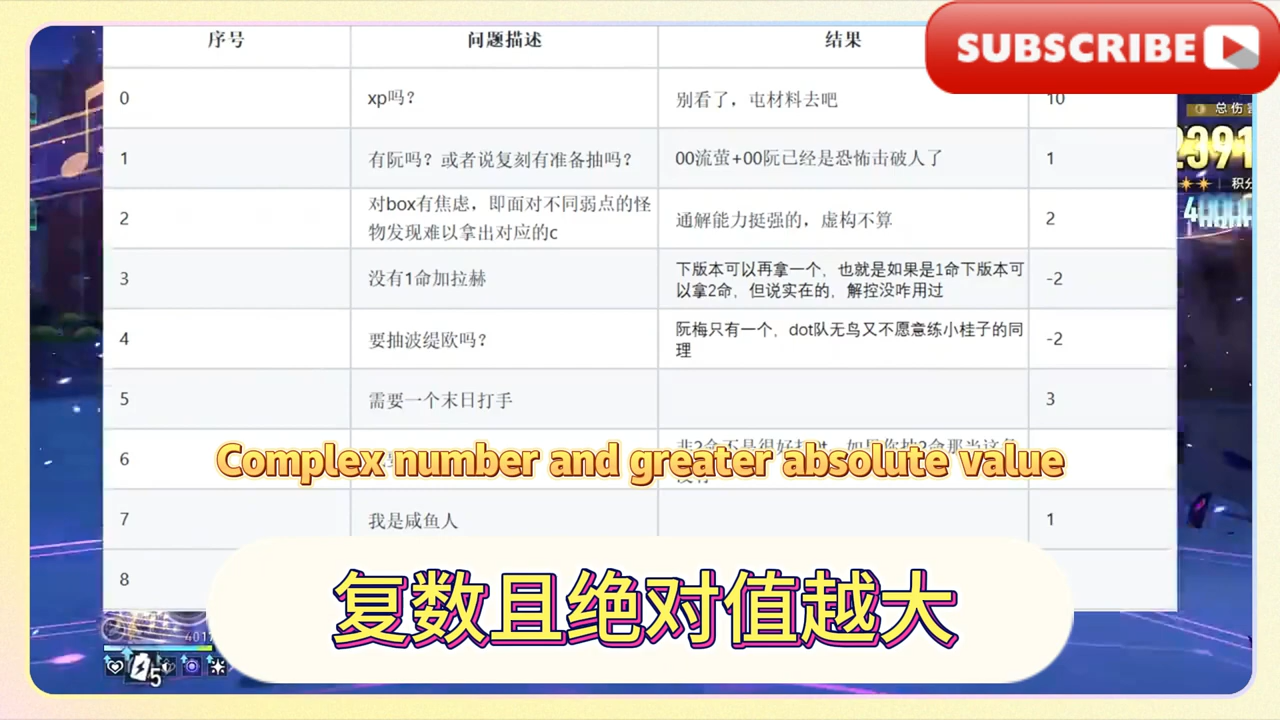 序号 问题描述 结果
SUBSCRIBE
0 xp吗？ 别看了，屯材料去吧 10
总伤害
1 有阮吗？或者说复刻有准备抽吗？ 00流萤+00阮已经是恐怖击破人了 1
2391
积分
4
对box有焦虑，即面对不同弱点的怪
2 通解能力挺强的，虚构不算 2
物发现难以拿出对应的c
下版本可以再拿一个，也就是如果是1命下版本可
3 没有1命加拉赫 -2
以拿2命，但说实在的，解控没咋用过
阮梅只有一个，dot队无鸟又不愿意练小桂子的同
4 要抽波缇欧吗？ -2
理
5 需要一个末日打手 3
6
Complex number and greater absolute value
7 我是咸鱼人 1
8
复数且绝对值越大
4017
5